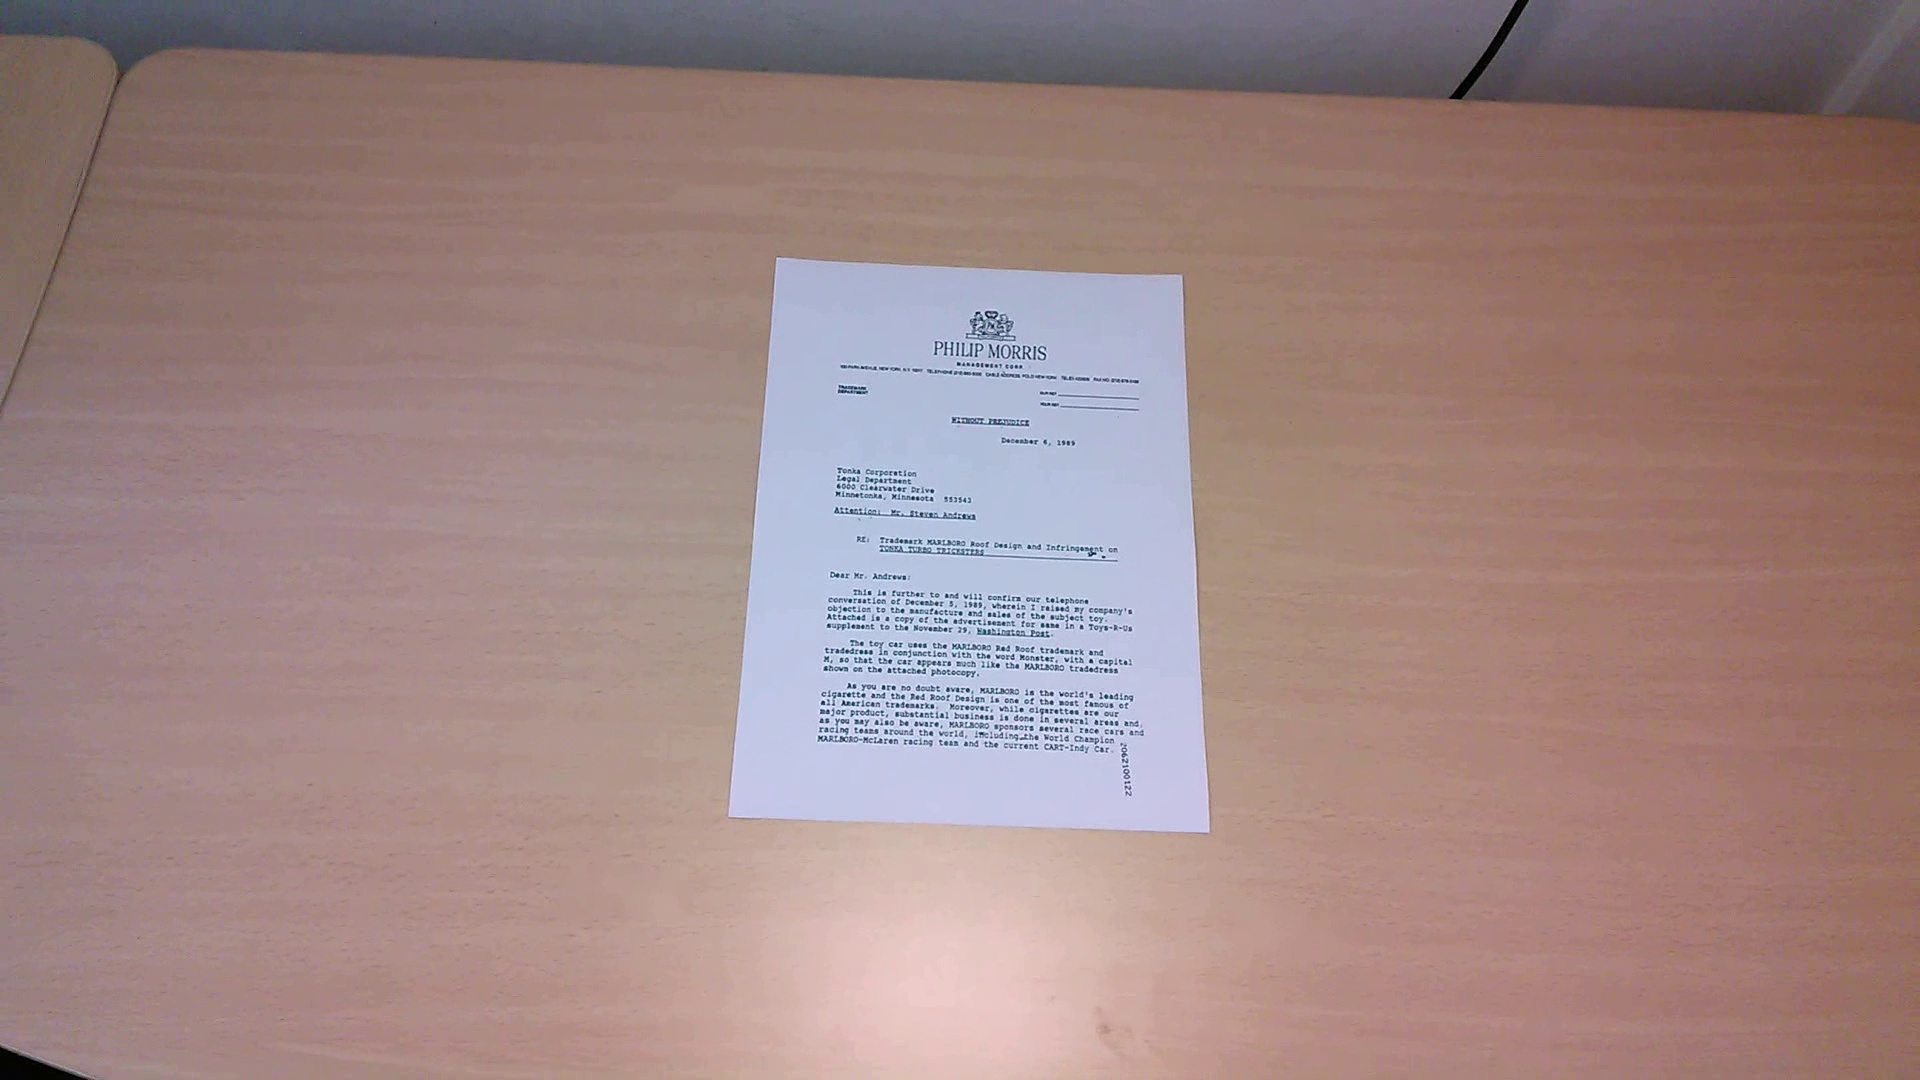 PHILIP MORRIS
MANAGEMENT CORP.
TRADEMARK
DEPARTMENT
OUR REF
YOUR REF
WITHOUT PREJUDICE
December 6, 1989
Tonka Corporation
Legal Department
6000 Clearwater Drive
Minnetonka, Minnesota 553543
Attention: Mr. Steven Andrews
RE: Trademark MARLBORO Roof Design and Infringement on
TONKA TURBO TRICKSTERS
Dear Mr. Andrews:
This is further to and will confirm our telephone
conversation of December 5, 1989, wherein I raised my company's
objection to the manufacture and sales of the subject toy.
Attached is a copy of the advertisement for same in a Toys-R-Us
supplement to the November 29, Washington Post.
The toy car uses the MARLBORO Red Roof trademark and
tradedress in conjunction with the word Monster, with a capital
M, so that the car appears much like the MARLBORO tradedress
shown on the attached photocopy.
As you are no doubt aware, MARLBORO is the world's leading
cigarette and the Red Roof Design is one of the most famous of
all American trademarks. Moreover, while cigarettes are our
major product, substantial business is done in several areas and,
as you may also be aware, MARLBORO sponsors several race cars and
racing teams around the world, including the World Champion
MARLBORO-McLaren racing team and the current CART-Indy Car.
2062100122